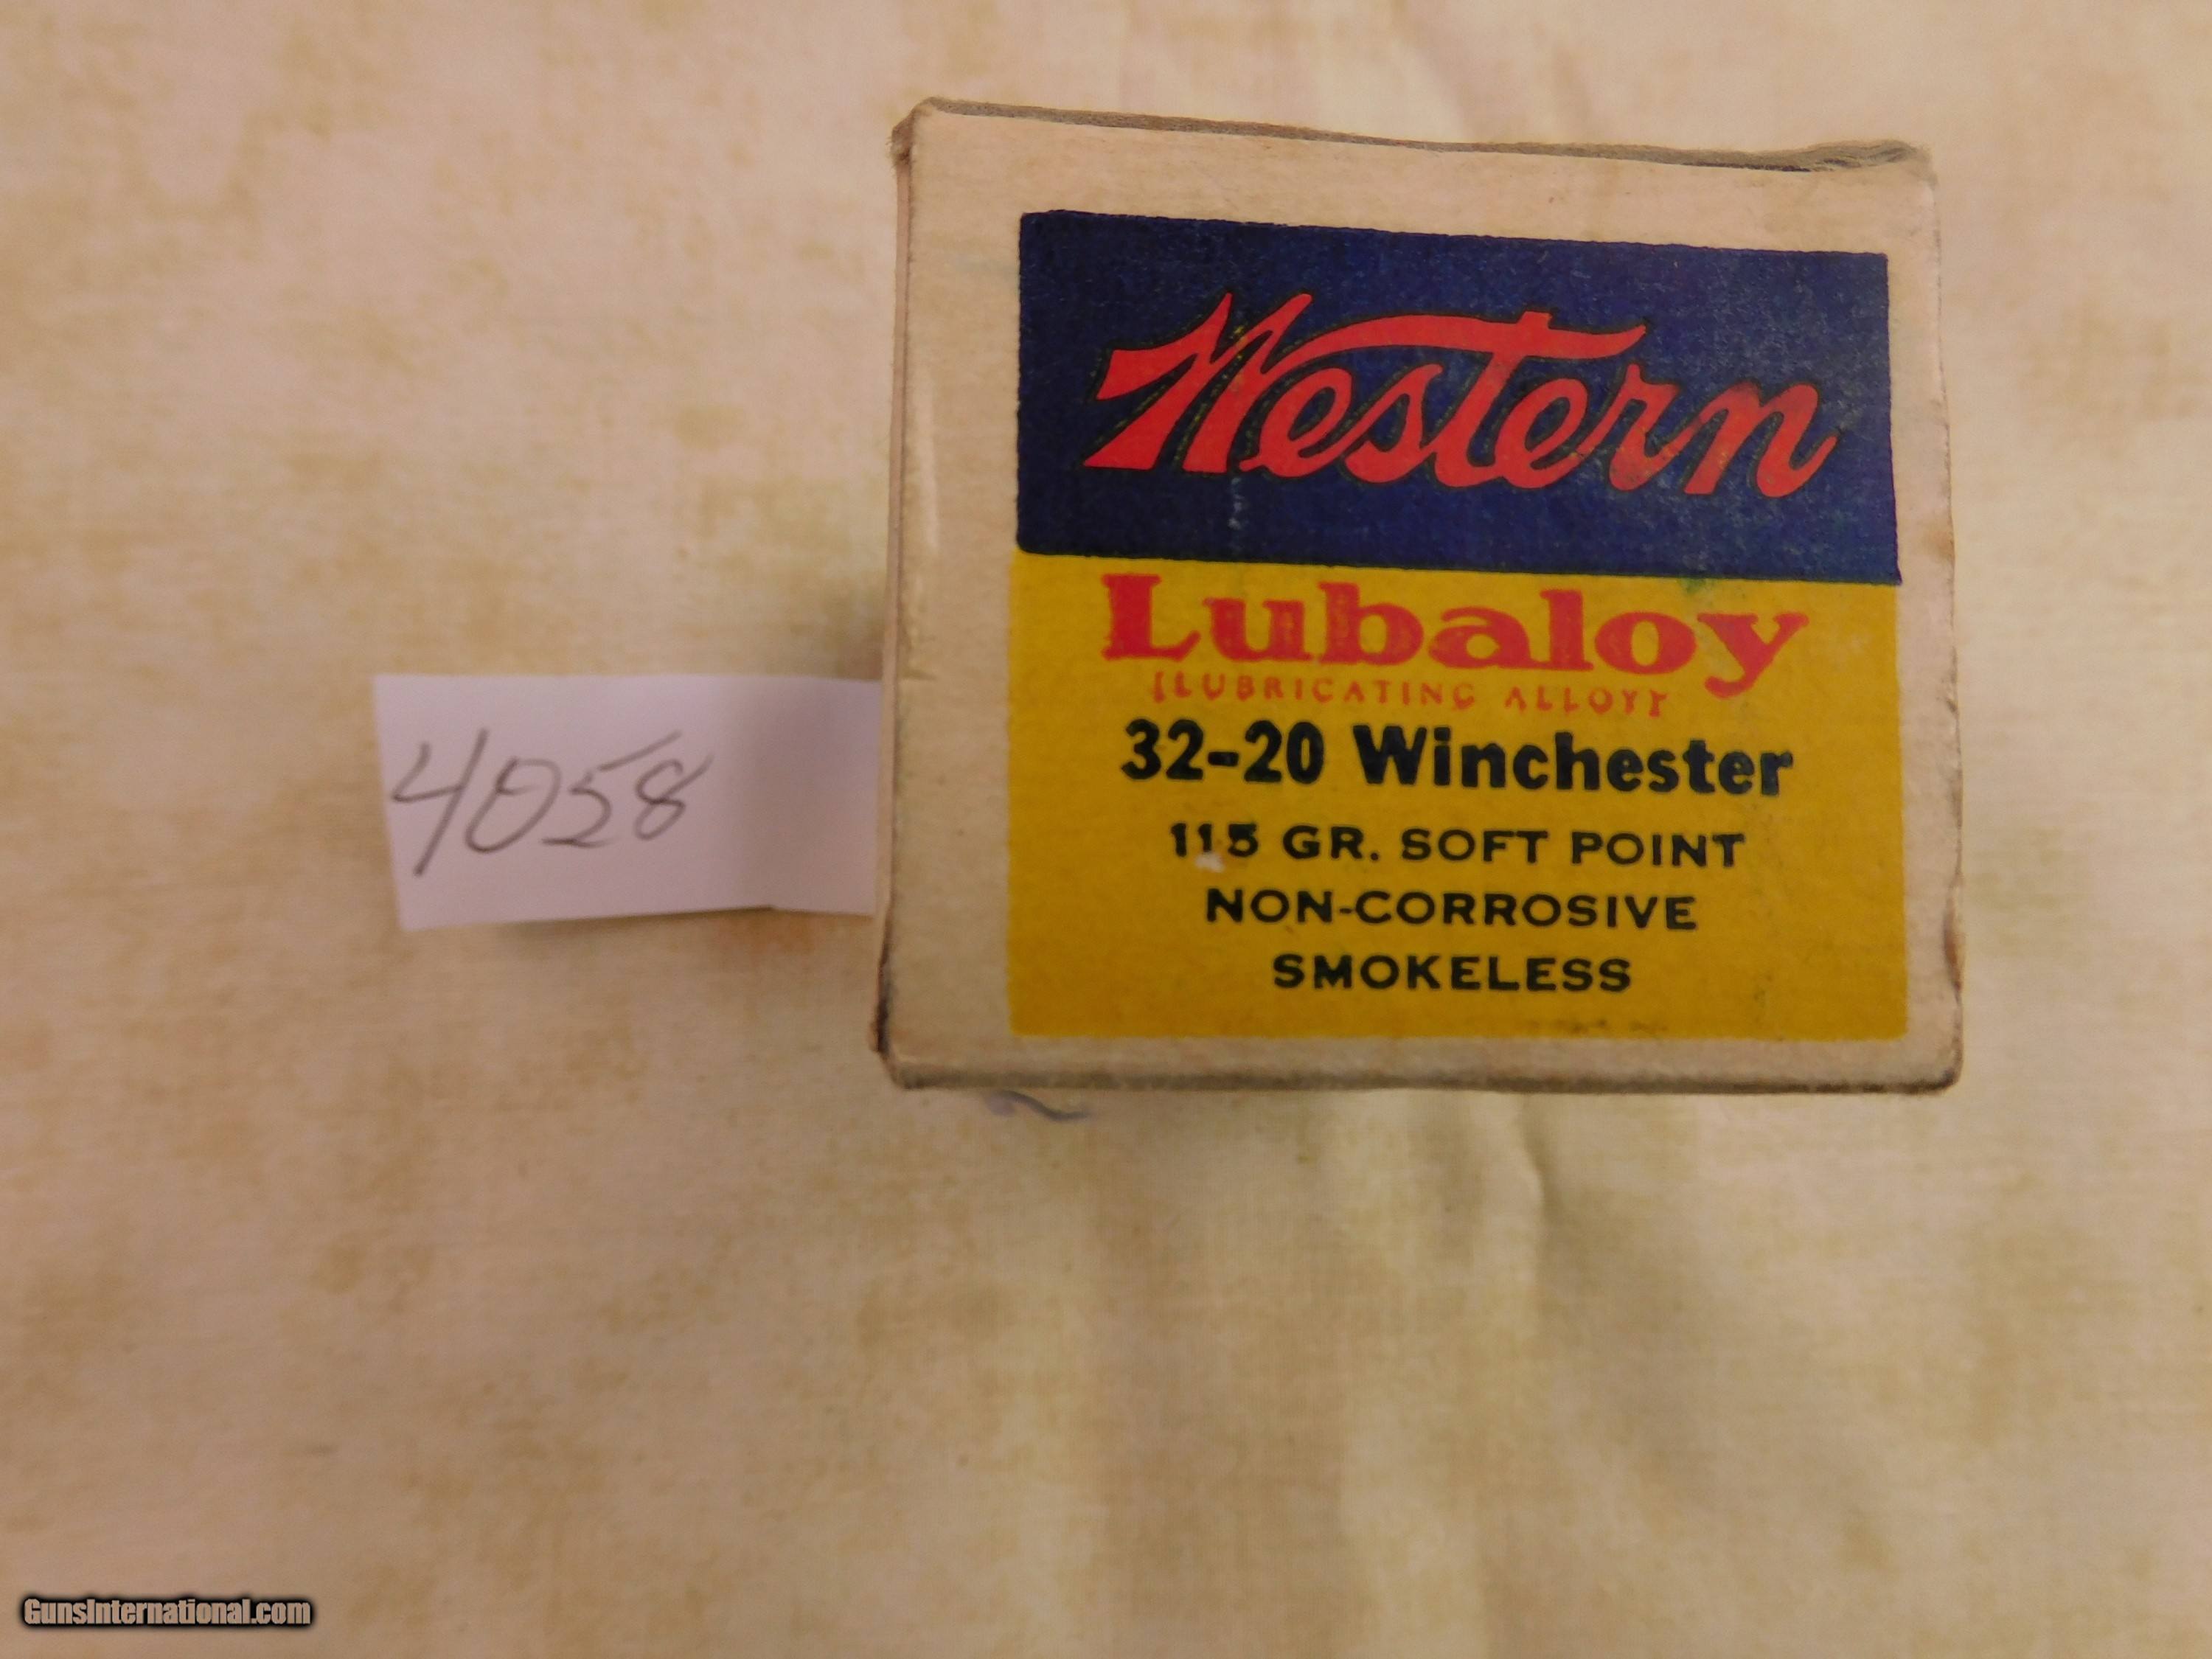 Western
Lubaloy
[LUBRICATING ALLOY]
32-20 Winchester
115 GR. SOFT POINT
NON-CORROSIVE
SMOKELESS
4058
GunsInternational.com